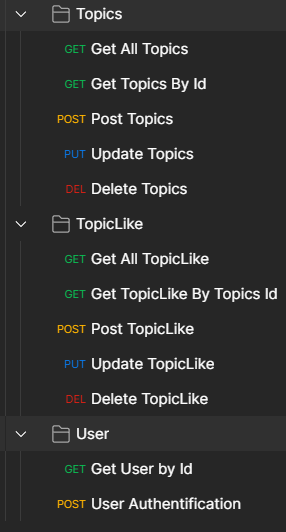 Topics
GET Get All Topics
GET Get Topics By Id
POST Post Topics
PUT Update Topics
DEL Delete Topics
TopicLike
GET Get All TopicLike
GET Get TopicLike By Topics Id
POST Post TopicLike
PUT Update TopicLike
DEL Delete TopicLike
User
GET Get User by Id
POST User Authentification